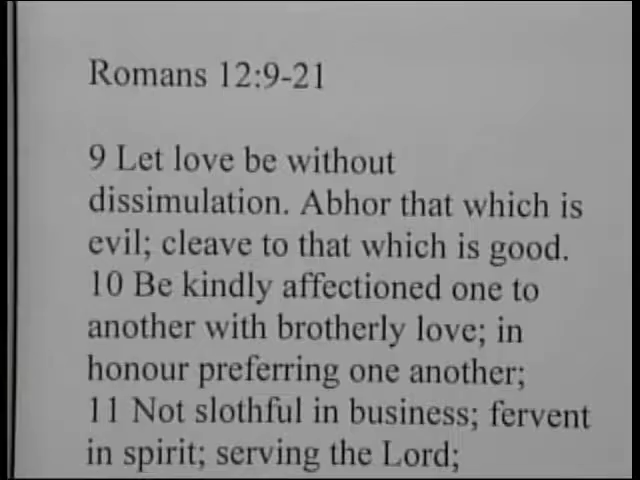 Romans 12:9-21
9 Let love be without
dissimulation. Abhor that which is
evil; cleave to that which is good.
10 Be kindly affectioned one to
another with brotherly love; in
honour preferring one another;
11 Not slothful in business; fervent
in spirit; serving the Lord;